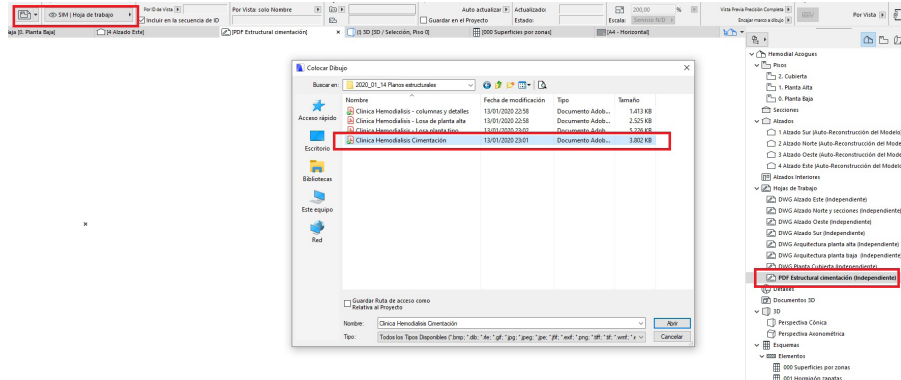 Por ID de Vista
Por Vista: solo Nombre
Auto actualizar
Actualizado:
200,00
%
Vista Previa Precisión Completa
SIM | Hoja de trabajo
Incluir en la secuencia de ID
Guardar en el Proyecto
Estado:
Escala:
Encajar marco a dibujo
Por Vista
aja [0. Planta Baja]
[4 Alzado Este]
[PDF Estructural cimentación]
(!) 3D [3D / Selección, Piso 0]
[000 Superficies por zonas]
[A4 - Horizontal]
Colocar Dibujo
Buscar en:
2020_01_14 Planos estructurales
Nombre
Fecha de modificación
Tipo
Tamaño
Clinica Hemodialisis - columnas y detalles
13/01/2020 22:58
Documento Adob...
1.413 KB
Clinica Hemodialisis - Losa de planta alta
13/01/2020 22:58
Documento Adob...
2.525 KB
Clinica Hemodialisis - Losa planta tipo
13/01/2020 23:02
Documento Adob...
5.226 KB
Clinica Hemodialisis Cimentación
13/01/2020 23:01
Documento Adob...
3.802 KB
Acceso rápido
Escritorio
Bibliotecas
Este equipo
Red
Guardar Ruta de acceso como
Relativa al Proyecto
Nombre:
Clinica Hemodialisis Cimentación
Abrir
Tipo:
Todos los Tipos Disponibles
Cancelar
Hemodial Azogues
Pisos
2. Cubierta
1. Planta Alta
0. Planta Baja
Secciones
Alzados
1 Alzado Sur (Auto-Reconstrucción del Modelo)
2 Alzado Norte (Auto-Reconstrucción del Mode
3 Alzado Oeste (Auto-Reconstrucción del Mode
4 Alzado Este (Auto-Reconstrucción del Modelo
Alzados Interiores
Hojas de Trabajo
DWG Alzado Este (Independiente)
DWG Alzado Norte y secciones (Independiente)
DWG Alzado Oeste (Independiente)
DWG Alzado Sur (Independiente)
DWG Arquitectura planta alta (Independiente)
DWG Arquitectura planta baja (Independiente)
DWG Planta Cubierta (Independiente)
PDF Estructural cimentación (Independiente)
Detalles
Documentos 3D
3D
Perspectiva Cónica
Perspectiva Axonométrica
Esquemas
Elementos
000 Superficies por zonas
001 Hormigón zapatas